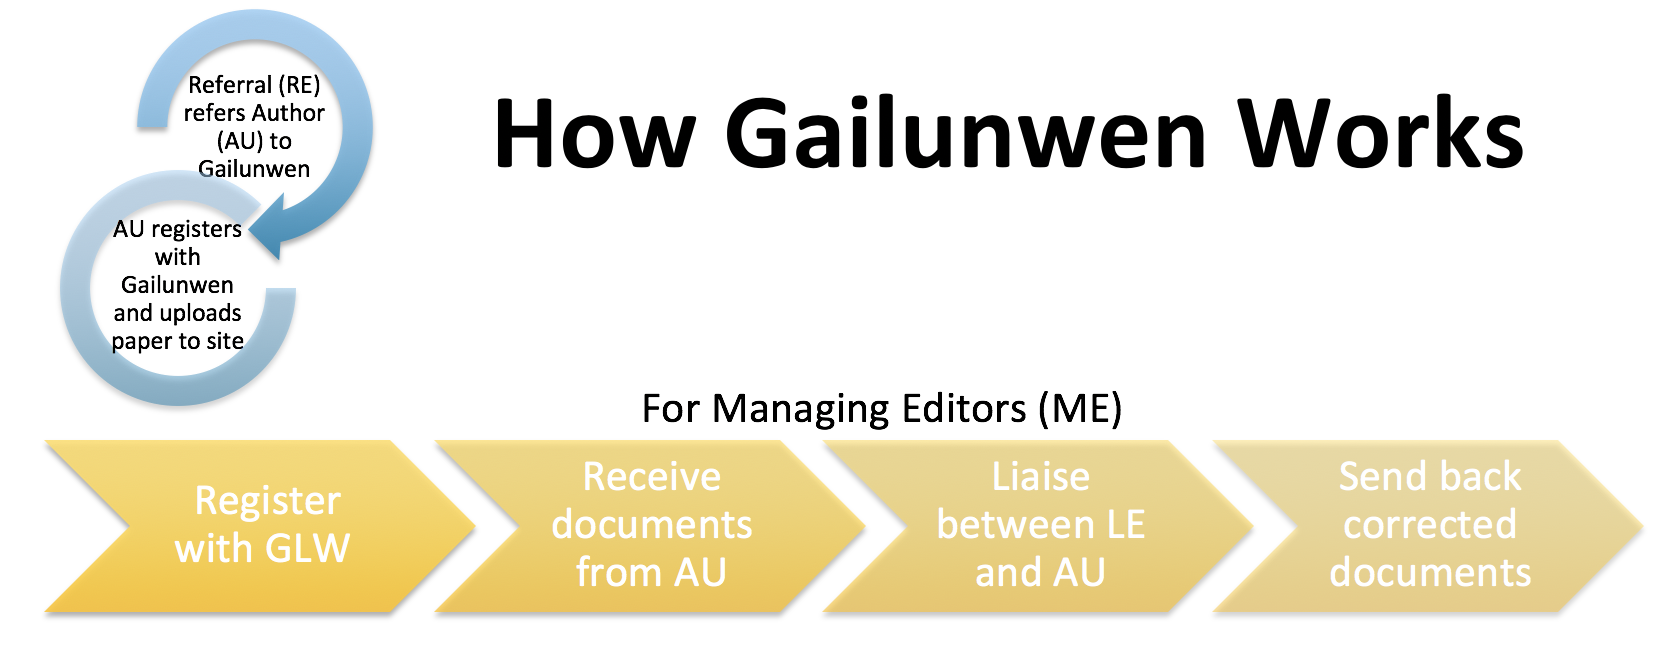 Referral (RE)
refers Author
(AU) to
Gailunwen
How Gailunwen Works
AU registers
with
Gailunwen
and uploads
paper to site
For Managing Editors (ME)
Register
with GLW
Receive
documents
from AU
Liaise
between LE
and AU
Send back
corrected
documents